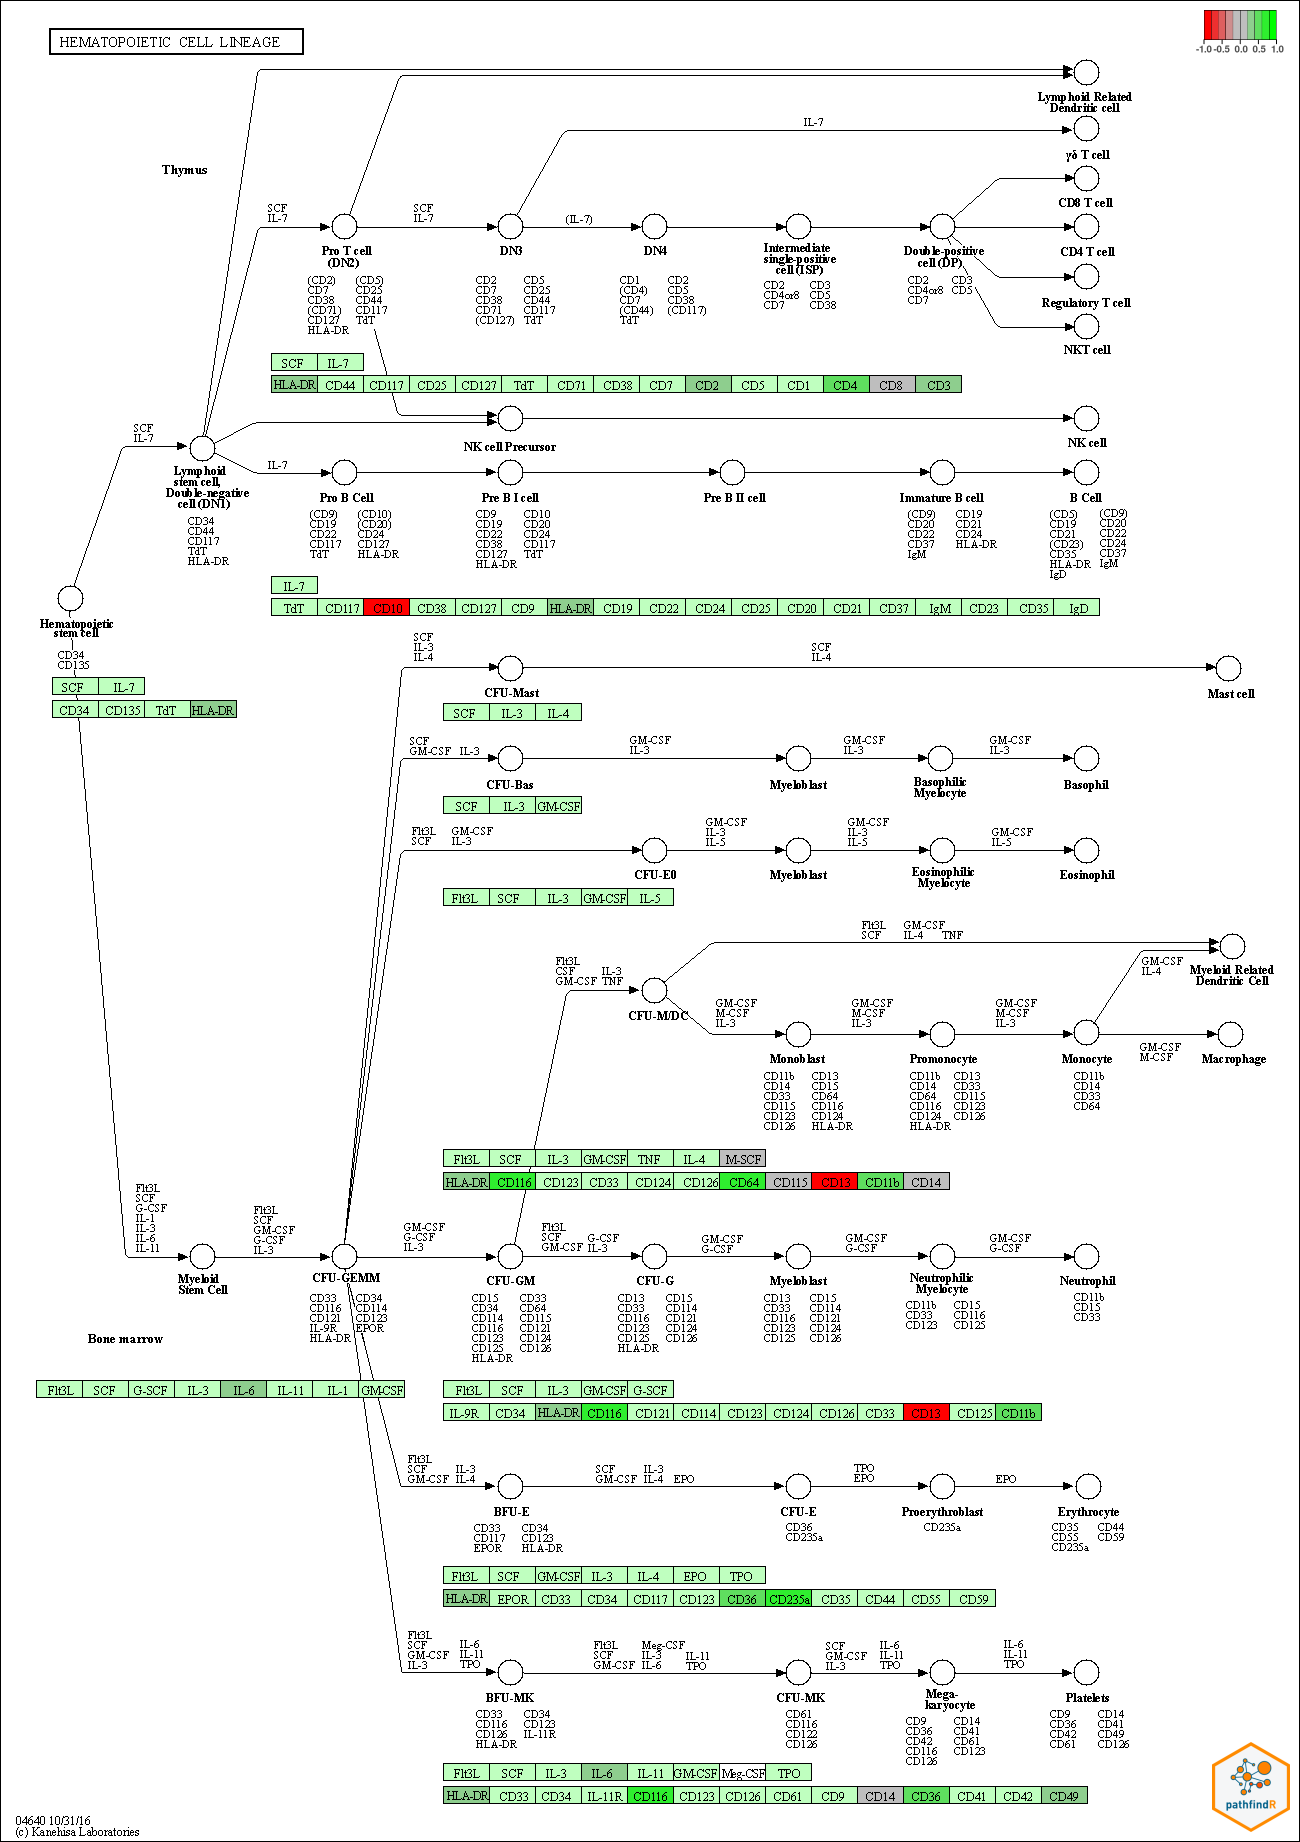 HEMATOPOIETIC CELL LINEAGE
-1.0 -0.5 0.0 0.5 1.0
Lymphoid Related
Dendritic cell
IL-7
γδ T cell
Thymus
CD8 T cell
SCF
IL-7
SCF
IL-7
(IL-7)
Pro T cell
(DN2)
DN3
DN4
Intermediate
single-positive
cell (ISP)
Double-positive
cell (DP)
CD4 T cell
Regulatory T cell
NKT cell
(CD2) (CD5)
CD7 CD25
CD38 CD44
(CD71) CD117
CD127 TdT
HLA-DR
CD2 CD5
CD7 CD25
CD38 CD44
CD71 CD117
(CD127) TdT
CD1 CD2
(CD4) CD5
CD7 CD38
(CD44) (CD117)
TdT
CD2 CD3
CD4or8 CD5
CD7 CD38
CD2 CD3
CD4or8 CD5
CD7
SCF IL-7
HLA-DR CD44 CD117 CD25 CD127 TdT CD71 CD38 CD7 CD2 CD5 CD1 CD4 CD8 CD3
SCF
IL-7
NK cell Precursor
NK cell
Lymphoid
stem cell,
Double-negative
cell (DN1)
CD34
CD44
CD117
TdT
HLA-DR
IL-7
Pro B Cell
Pre B I cell
Pre B II cell
Immature B cell
B Cell
(CD9) (CD10)
CD19 (CD20)
CD22 CD24
CD117 CD127
TdT HLA-DR
CD9 CD10
CD19 CD20
CD22 CD24
CD38 CD117
CD127 TdT
HLA-DR
(CD9) CD19
CD20 CD21
CD22 CD24
CD37 HLA-DR
IgM
(CD5) (CD9)
CD19 CD20
CD21 CD22
(CD23) CD24
CD35 CD37
HLA-DR IgM
IgD
IL-7
TdT CD117 CD10 CD38 CD127 CD9 HLA-DR CD19 CD22 CD24 CD25 CD20 CD21 CD37 IgM CD23 CD35 IgD
Hematopoietic
stem cell
CD34
CD135
SCF IL-7
CD34 CD135 TdT HLA-DR
SCF
IL-3
IL-4
SCF
IL-4
CFU-Mast
Mast cell
SCF IL-3 IL-4
SCF
GM-CSF IL-3
GM-CSF
IL-3
GM-CSF
IL-3
GM-CSF
IL-3
CFU-Bas
Myeloblast
Basophilic
Myelocyte
Basophil
SCF IL-3 GM-CSF
Flt3L GM-CSF
SCF IL-3
GM-CSF
IL-3
IL-5
GM-CSF
IL-3
IL-5
GM-CSF
IL-5
CFU-E0
Myeloblast
Eosinophilic
Myelocyte
Eosinophil
Flt3L SCF IL-3 GM-CSF IL-5
Flt3L GM-CSF
SCF IL-4 TNF
Flt3L
CSF IL-3
GM-CSF TNF
GM-CSF
IL-4
Myeloid Related
Dendritic Cell
CFU-M/DC
GM-CSF
M-CSF
IL-3
GM-CSF
M-CSF
IL-3
GM-CSF
M-CSF
IL-3
GM-CSF
M-CSF
Monoblast
Promonocyte
Monocyte
Macrophage
CD11b CD13
CD14 CD15
CD33 CD64
CD115 CD116
CD123 CD124
CD126 HLA-DR
CD11b CD13
CD14 CD33
CD64 CD115
CD116 CD123
CD124 CD126
HLA-DR
CD11b
CD14
CD33
CD64
Flt3L SCF IL-3 GM-CSF TNF IL-4 M-SCF
HLA-DR CD116 CD123 CD33 CD124 CD126 CD64 CD115 CD13 CD11b CD14
Flt3L
SCF
G-CSF
IL-1
IL-3
IL-6
IL-11
Flt3L
SCF
GM-CSF
G-CSF
IL-3
GM-CSF
G-CSF
IL-3
Flt3L
SCF G-CSF
GM-CSF IL-3
GM-CSF
G-CSF
GM-CSF
G-CSF
GM-CSF
G-CSF
Myeloid
Stem Cell
CFU-GEMM
CFU-GM
CFU-G
Myeloblast
Neutrophilic
Myelocyte
Neutrophil
CD33 CD34
CD116 CD114
CD121 CD123
IL-9R EPOR
HLA-DR
CD15 CD33
CD34 CD64
CD114 CD115
CD116 CD121
CD123 CD124
CD125 CD126
HLA-DR
CD13 CD15
CD33 CD114
CD116 CD121
CD123 CD124
CD125 CD126
HLA-DR
CD13 CD15
CD33 CD114
CD116 CD121
CD123 CD124
CD125 CD126
CD11b CD15
CD33 CD116
CD123 CD125
CD11b
CD15
CD33
Bone marrow
Flt3L SCF G-SCF IL-3 IL-6 IL-11 IL-1 GM-CSF
Flt3L SCF IL-3 GM-CSF G-SCF
IL-9R CD34 HLA-DR CD116 CD121 CD114 CD123 CD124 CD126 CD33 CD13 CD125 CD11b
Flt3L
SCF IL-3
GM-CSF IL-4
SCF IL-3
GM-CSF IL-4 EPO
TPO
EPO
EPO
BFU-E
CFU-E
Proerythroblast
Erythrocyte
CD33 CD34
CD117 CD123
EPOR HLA-DR
CD36
CD235a
CD235a
CD35 CD44
CD55 CD59
CD235a
Flt3L SCF GM-CSF IL-3 IL-4 EPO TPO
HLA-DR EPOR CD33 CD34 CD117 CD123 CD36 CD235a CD35 CD44 CD55 CD59
Flt3L
SCF IL-6
GM-CSF IL-11
IL-3 TPO
Flt3L Meg-CSF
SCF IL-3 IL-11
GM-CSF IL-6 TPO
SCF IL-6
GM-CSF IL-11
IL-3 TPO
IL-6
IL-11
TPO
BFU-MK
CFU-MK
Mega-
karyocyte
Platelets
CD33 CD34
CD116 CD123
CD126 IL-11R
HLA-DR
CD61
CD116
CD122
CD126
CD9 CD14
CD36 CD41
CD42 CD61
CD116 CD123
CD126
CD9 CD14
CD36 CD41
CD42 CD49
CD61 CD126
Flt3L SCF IL-3 IL-6 IL-11 GM-CSF Meg-CSF TPO
HLA-DR CD33 CD34 IL-11R CD116 CD123 CD126 CD61 CD9 CD14 CD36 CD41 CD42 CD49
pathfindR
04640 10/31/16
(c) Kanehisa Laboratories